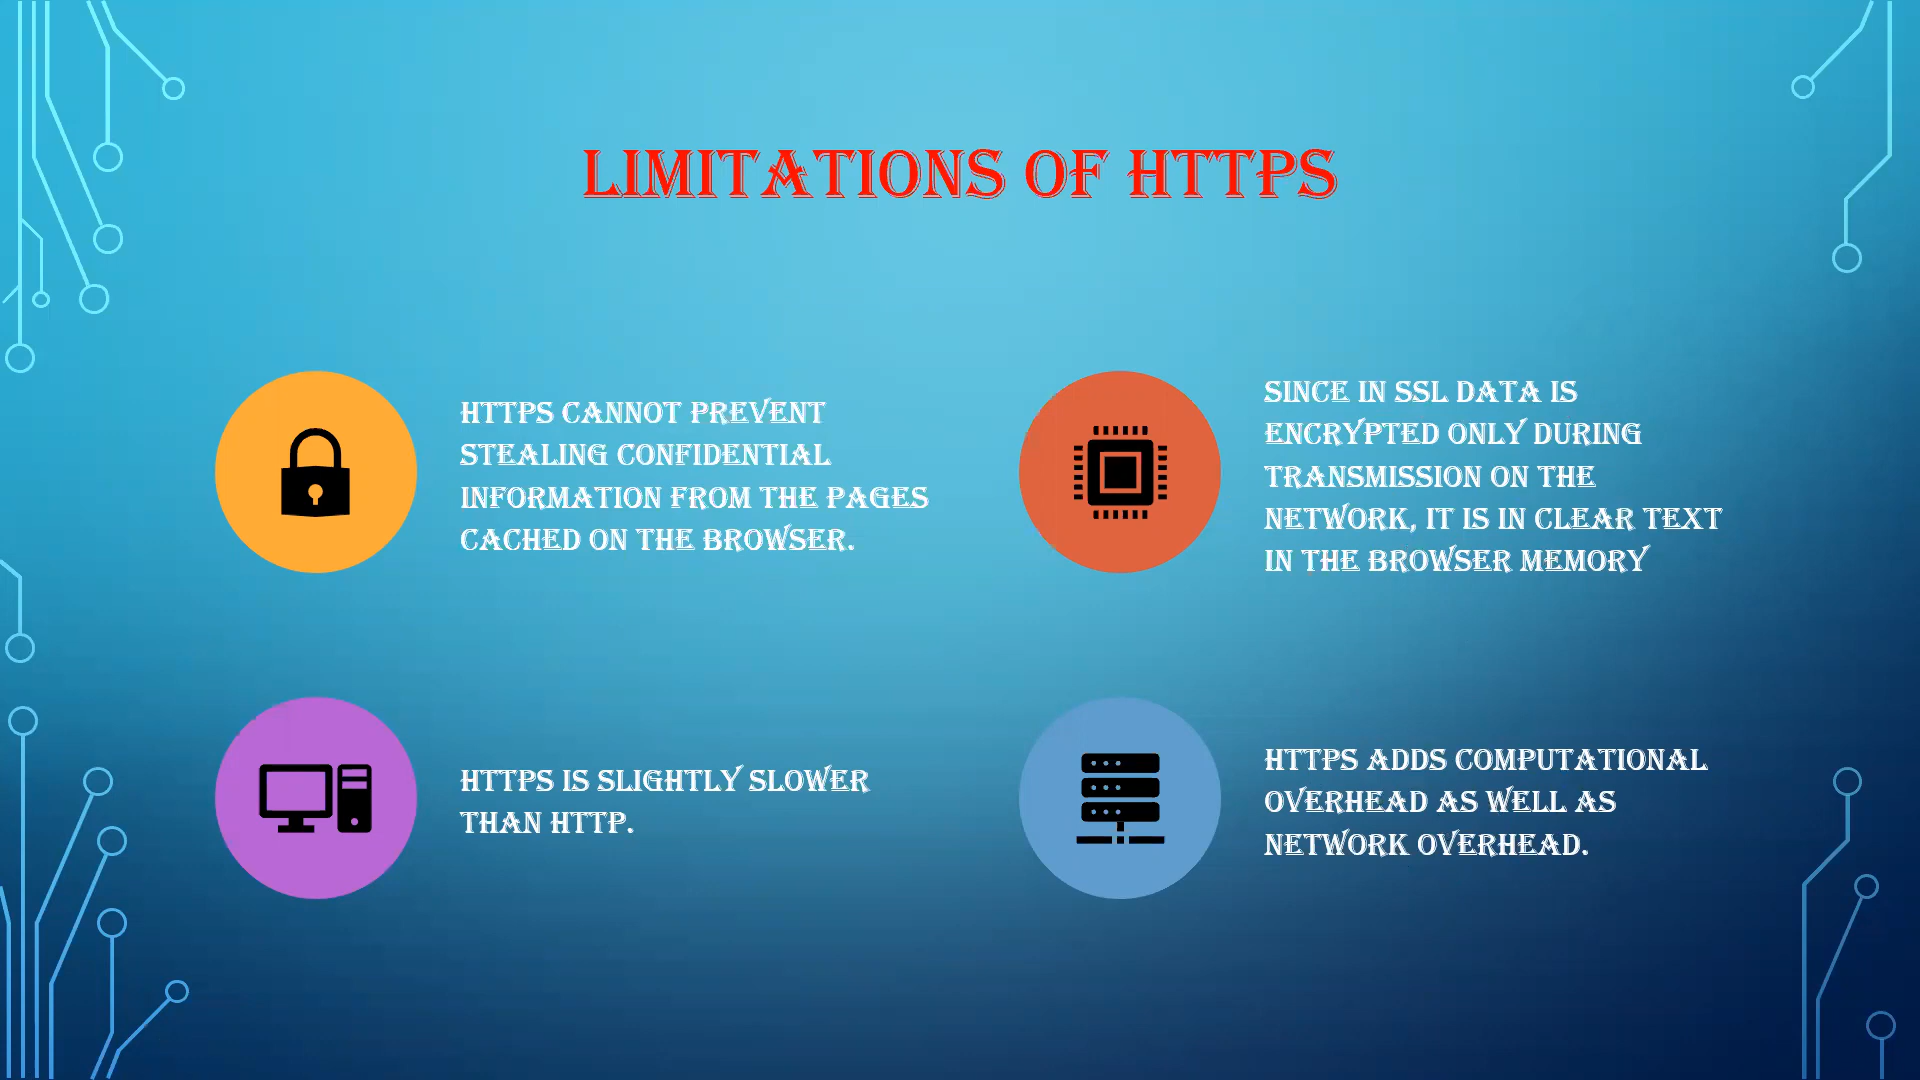 LIMITATIONS OF HTTPS
HTTPS CANNOT PREVENT
STEALING CONFIDENTIAL
INFORMATION FROM THE PAGES
CACHED ON THE BROWSER.
SINCE IN SSL DATA IS
ENCRYPTED ONLY DURING
TRANSMISSION ON THE
NETWORK, IT IS IN CLEAR TEXT
IN THE BROWSER MEMORY
HTTPS IS SLIGHTLY SLOWER
THAN HTTP.
HTTPS ADDS COMPUTATIONAL
OVERHEAD AS WELL AS
NETWORK OVERHEAD.